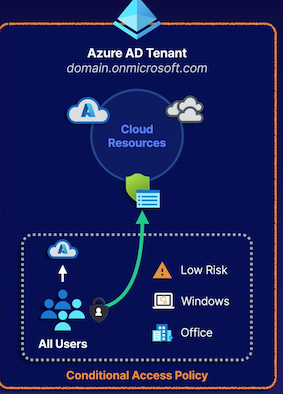 Azure AD Tenant
domain.onmicrosoft.com
Cloud
Resources
Low Risk
Windows
Office
All Users
Conditional Access Policy